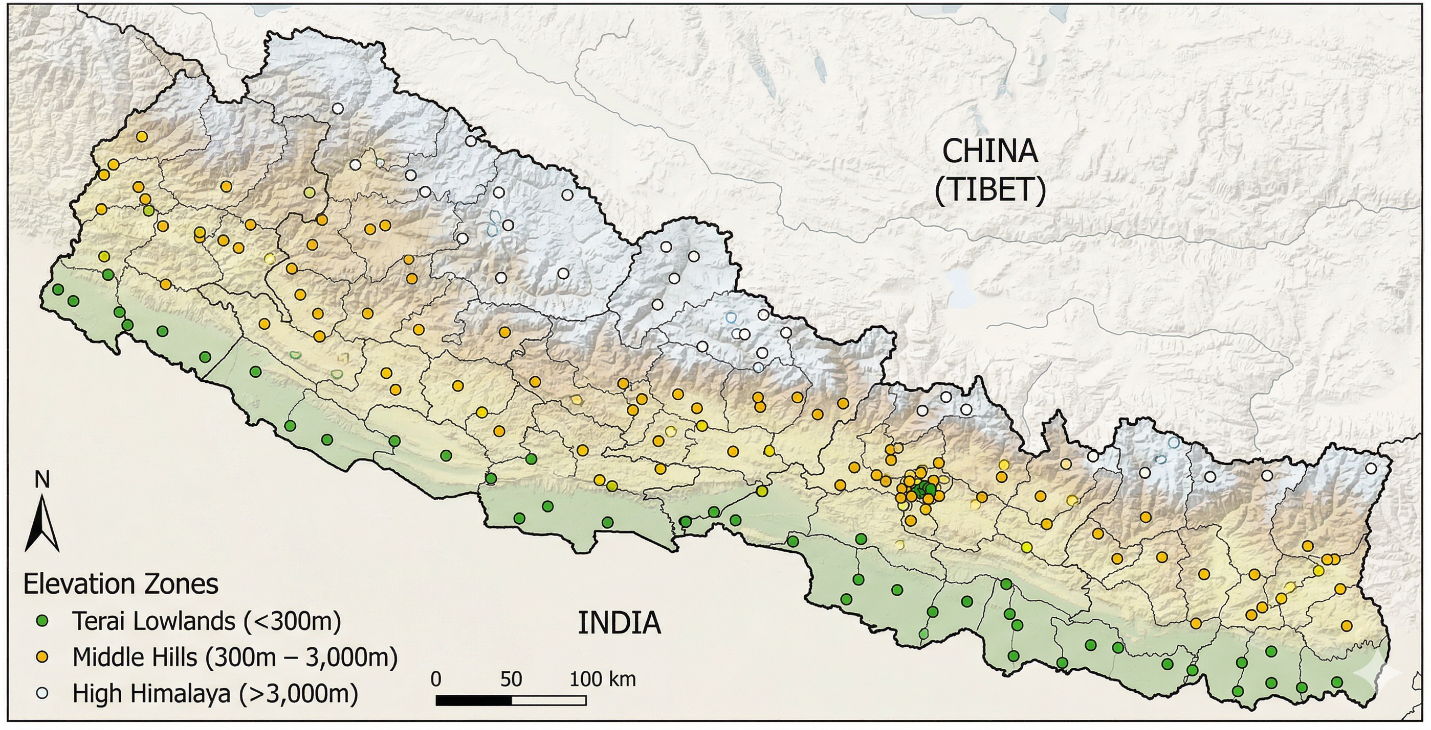 CHINA
(TIBET)
N
Elevation Zones
Terai Lowlands (<300m)
Middle Hills (300m – 3,000m)
High Himalaya (>3,000m)
INDIA
0 50 100 km